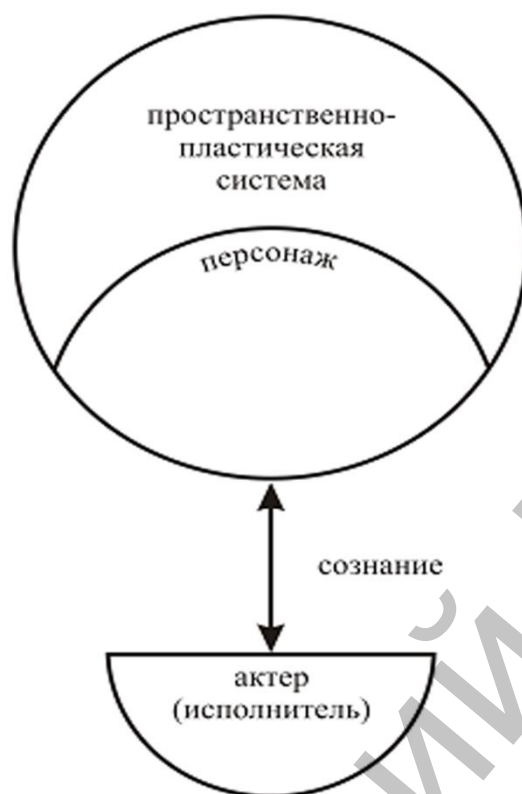 пространственно-
пластическая
система
персонаж
сознание
актер
(исполнитель)